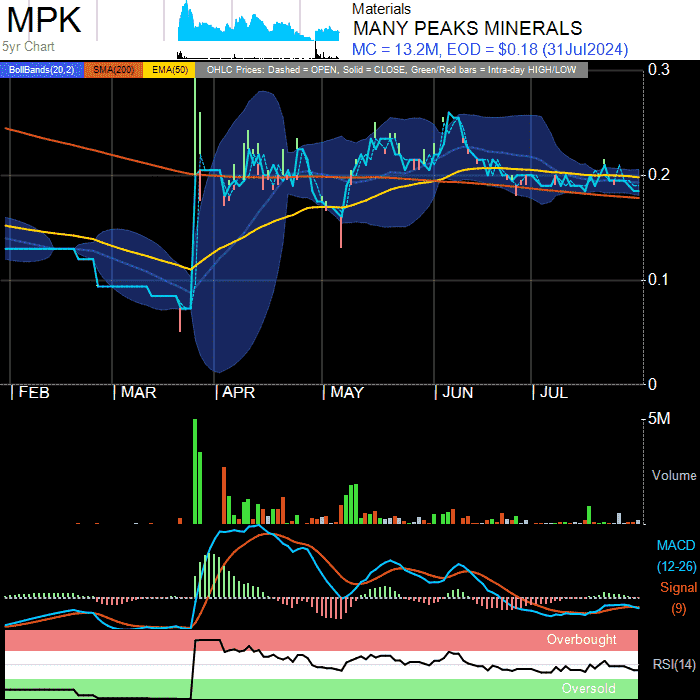 MPK
5yr Chart
Materials
MANY PEAKS MINERALS
MC = 13.2M, EOD = $0.18 (31Jul2024)
BollBands(20,2) SMA(200) EMA(50) OHLC Prices: Dashed = OPEN, Solid = CLOSE, Green/Red bars = Intra-day HIGH/LOW
0.3
0.2
0.1
0
| FEB | MAR | APR | MAY | JUN | JUL
5M
Volume
MACD
(12-26)
Signal
(9)
Overbought
RSI(14)
Oversold